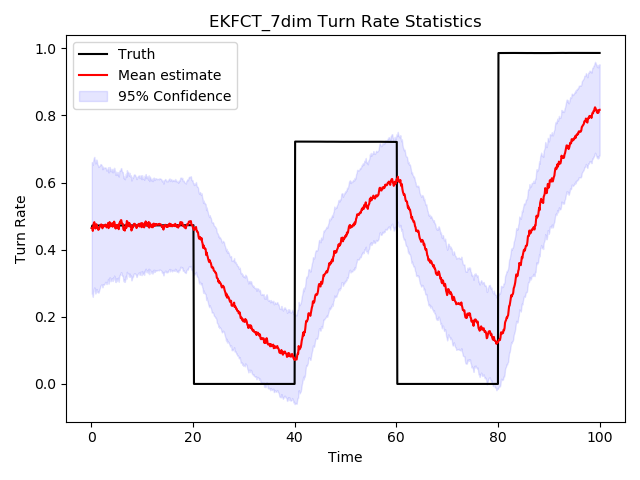 EKFCT_7dim Turn Rate Statistics
Truth
Mean estimate
95% Confidence
Turn Rate
1.0
0.8
0.6
0.4
0.2
0.0
0 20 40 60 80 100
Time